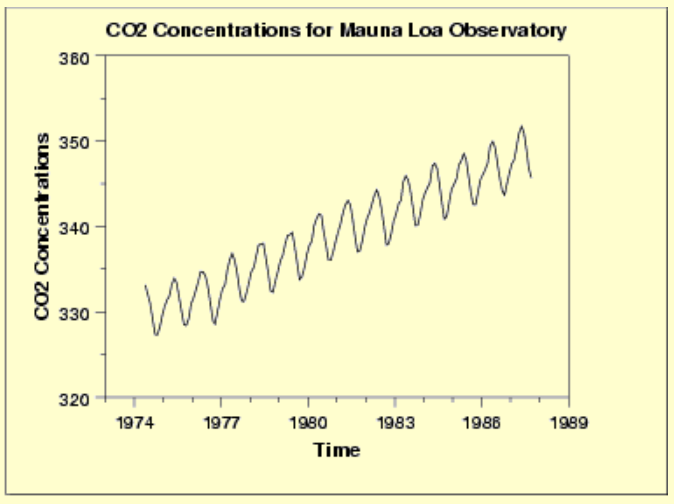 CO2 Concentrations for Mauna Loa Observatory
360
350
340
330
320
CO2 Concentrations
1974 1977 1980 1983 1986 1989
Time